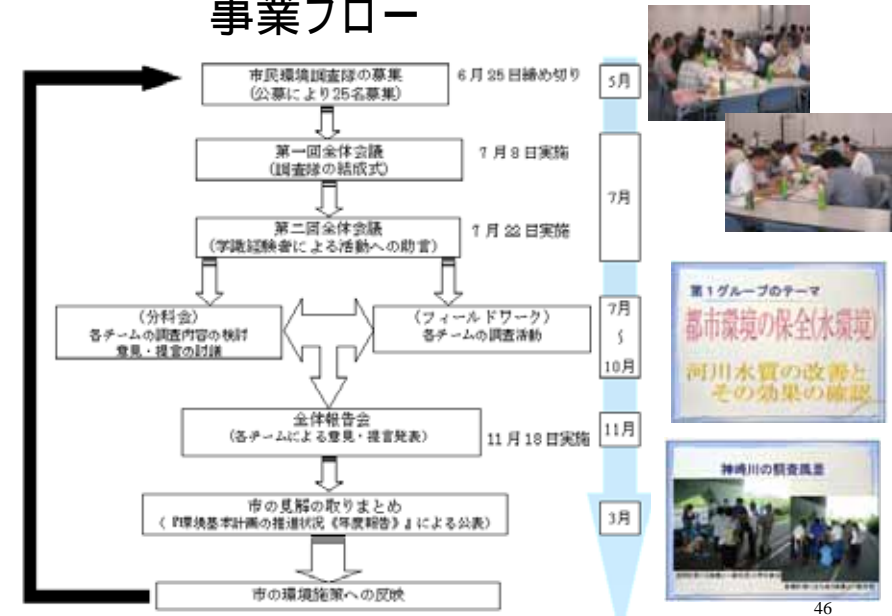 事業フロー
市民環境調査隊の募集
(公募により25名募集)
6月25日締め切り
5月
第一回全体会議
(調査隊の結成式)
7月8日実施
7月
第二回全体会議
(学識経験者による活動への助言)
7月22日実施
(分科会)
各チームの調査内容の検討
意見・提言の討議
(フィールドワーク)
各チームの調査活動
7月
~
10月
全体報告会
(各チームによる意見・提言発表)
11月18日実施
11月
市の見解の取りまとめ
(『環境基本計画の推進状況《年度報告》』による公表)
3月
市の環境施策への反映
第1グループのテーマ
都市環境の保全(水環境)
河川水質の改善と
その効果の確認
神崎川の調査風景
46